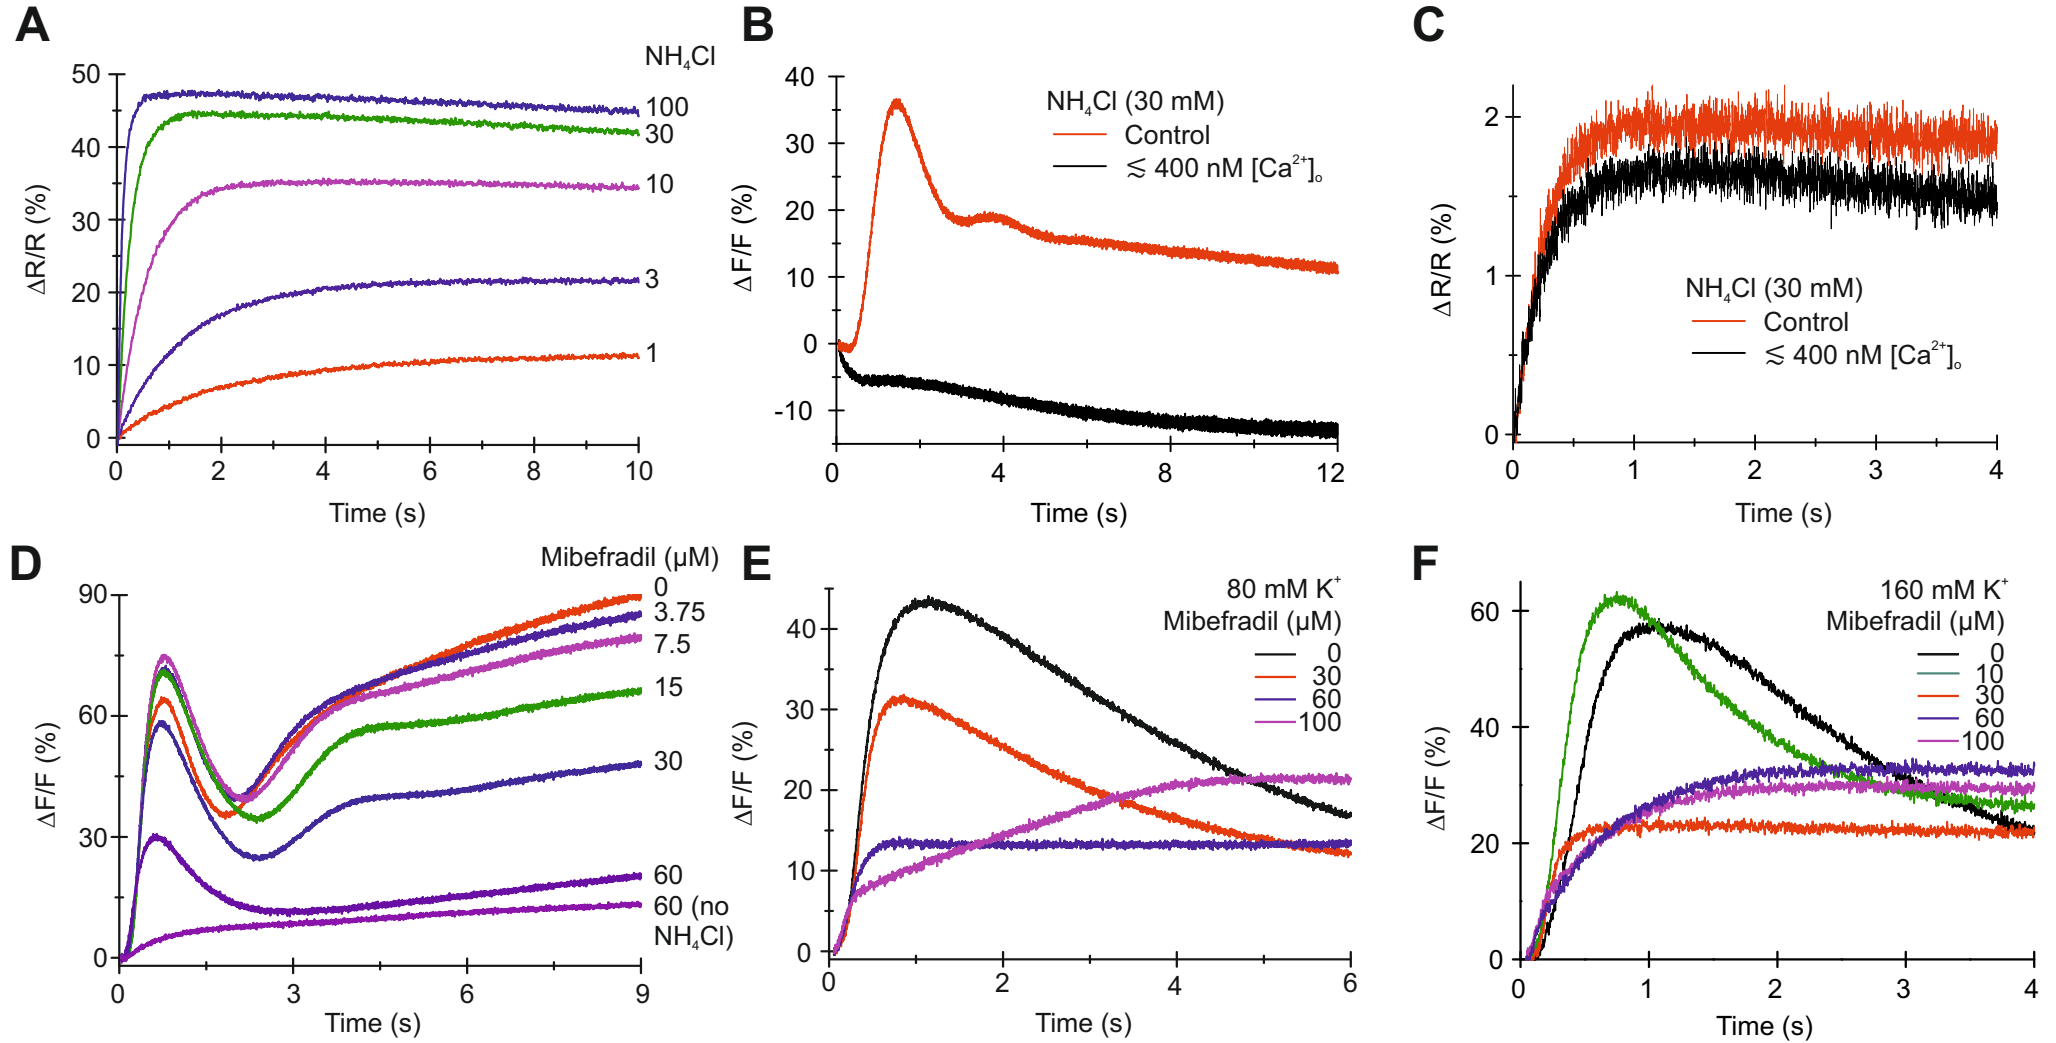 A
NH₄Cl
50
40
30
20
10
0
ΔR/R (%)
100
30
10
3
1
0
2
4
6
8
10
Time (s)
B
40
30
20
10
0
-10
ΔF/F (%)
NH₄Cl (30 mM)
Control
≲ 400 nM [Ca²⁺]ₒ
0
4
8
12
Time (s)
C
2
1
0
ΔR/R (%)
NH₄Cl (30 mM)
Control
≲ 400 nM [Ca²⁺]ₒ
0
1
2
3
4
Time (s)
D
Mibefradil (µM)
90
60
30
0
ΔF/F (%)
0
3.75
7.5
15
30
60
60 (no
NH₄Cl)
0
3
6
9
Time (s)
E
80 mM K⁺
Mibefradil (µM)
0
30
60
100
40
30
20
10
0
ΔF/F (%)
0
2
4
6
Time (s)
F
160 mM K⁺
Mibefradil (µM)
0
10
30
60
100
60
40
20
0
ΔF/F (%)
0
1
2
3
4
Time (s)